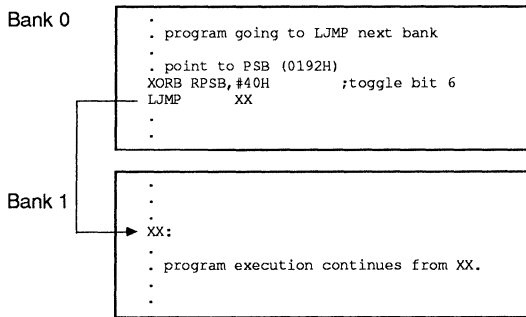 Bank 0
.
. program going to LJMP next bank
.
. point to PSB (0192H)
XORB RPSB,#40H ;toggle bit 6
LJMP XX
.
.
Bank 1
.
.
.
XX:
.
. program execution continues from XX.
.
.